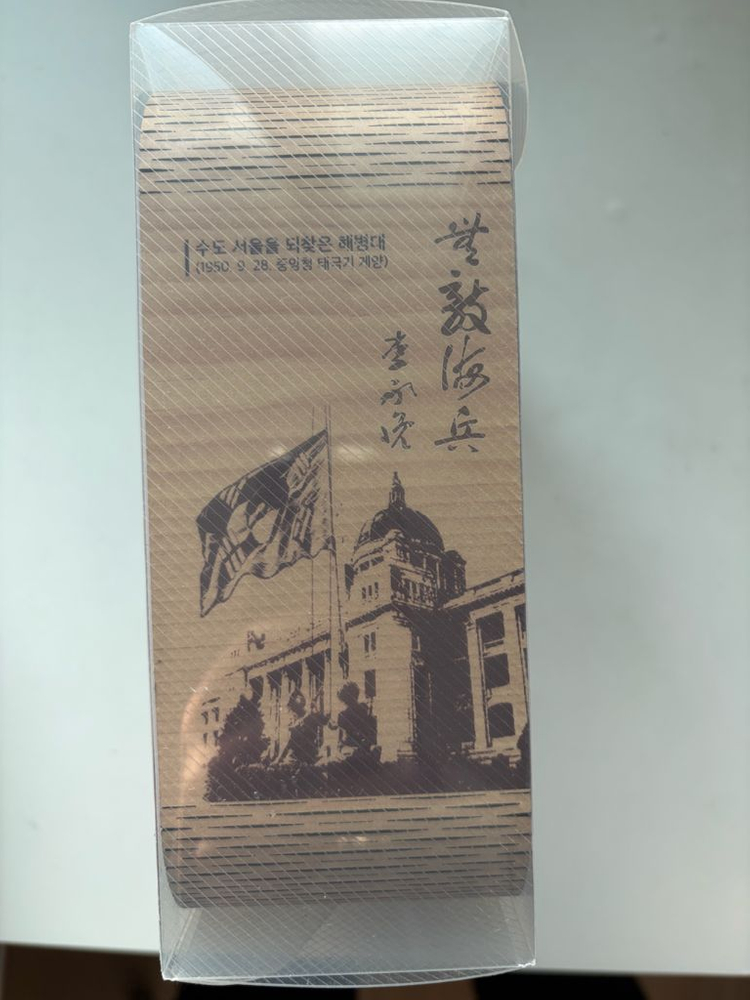 수도 서울을 되찾은 해병대
(1950. 9. 28. 중앙청 태극기 게양)
無敵海兵
李承晩